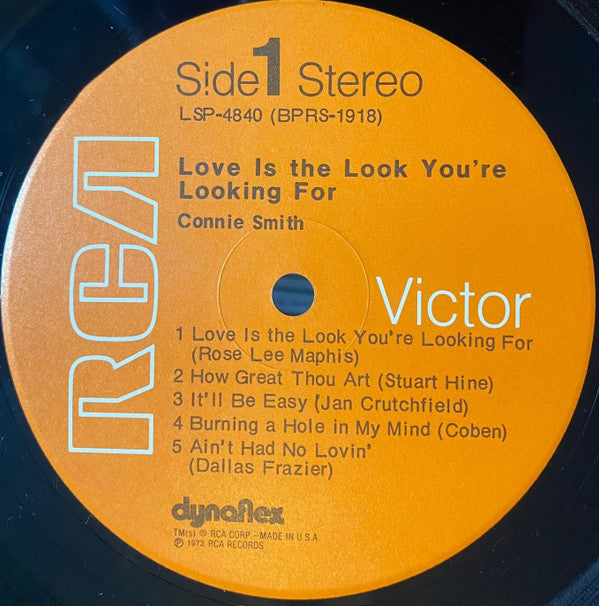 Side 1 Stereo
LSP-4840 (BPRS-1918)
Love Is the Look You're
Looking For
Connie Smith
RCA
Victor
1 Love Is the Look You're Looking For
(Rose Lee Maphis)
2 How Great Thou Art (Stuart Hine)
3 It'll Be Easy (Jan Crutchfield)
4 Burning a Hole in My Mind (Coben)
5 Ain't Had No Lovin'
(Dallas Frazier)
dynaflex
TM(s) ® RCA CORP.–MADE IN U.S.A.
℗ 1973 RCA RECORDS